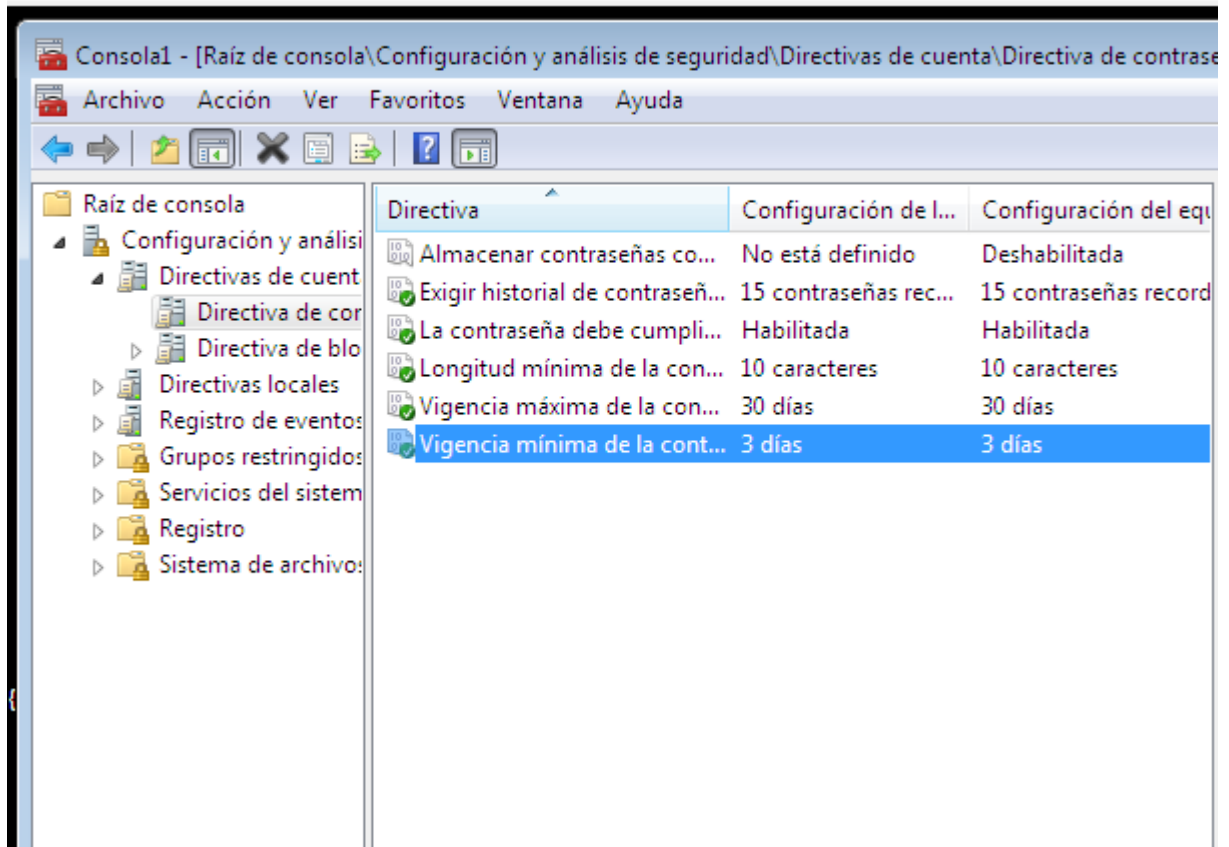 Consola1 - [Raíz de consola\Configuración y análisis de seguridad\Directivas de cuenta\Directiva de contrase
Archivo Acción Ver Favoritos Ventana Ayuda
Raíz de consola
Configuración y análisi
Directivas de cuent
Directiva de cor
Directiva de blo
Directivas locales
Registro de eventos
Grupos restringidos
Servicios del sistem
Registro
Sistema de archivos
Directiva Configuración de l... Configuración del equ
Almacenar contraseñas co... No está definido Deshabilitada
Exigir historial de contraseñ... 15 contraseñas rec... 15 contraseñas record
La contraseña debe cumpli... Habilitada Habilitada
Longitud mínima de la con... 10 caracteres 10 caracteres
Vigencia máxima de la con... 30 días 30 días
Vigencia mínima de la cont... 3 días 3 días
{